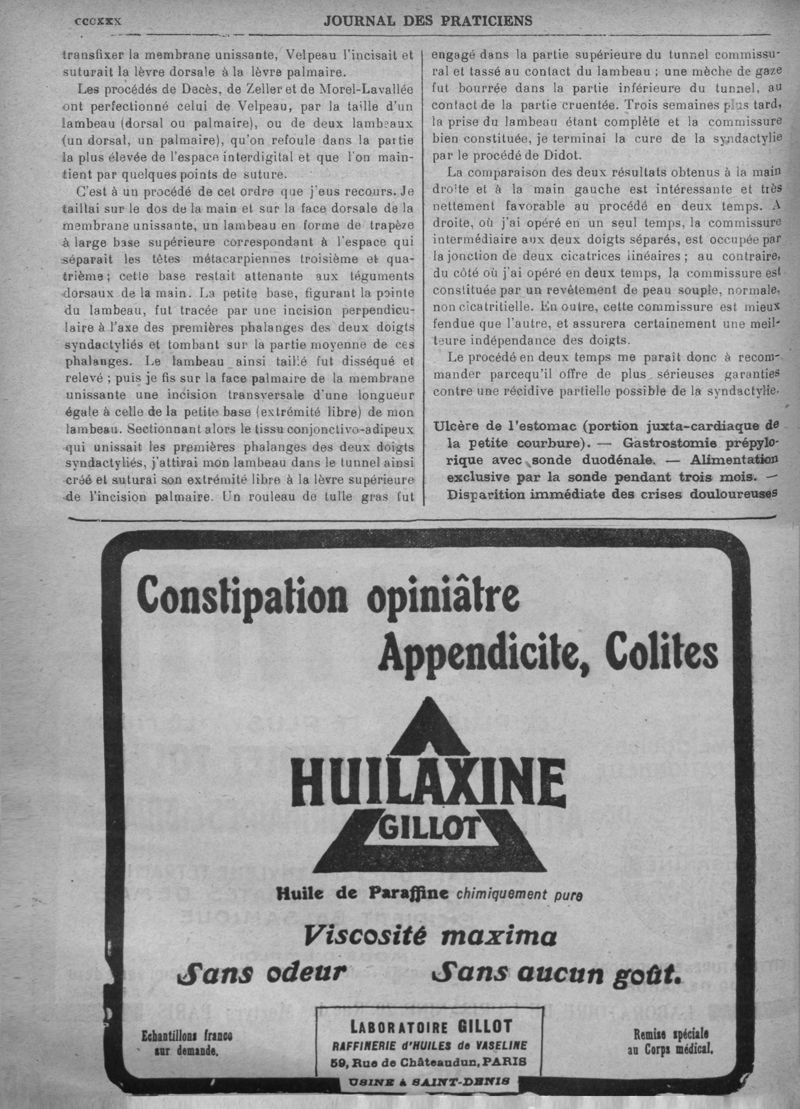 cccxxx
JOURNAL DES PRATICIENS
transfixer la membrane unissante, Velpeau l'incisait et
suturait la lèvre dorsale à la lèvre palmaire.
Les procédés de Decès, de Zeller et de Morel-Lavallée
ont perfectionné celui de Velpeau, par la taille d'un
lambeau (dorsal ou palmaire), ou de deux lambeaux
(un dorsal, un palmaire), qu'on refoule dans la partie
la plus élevée de l'espace interdigital et que l'on main-
tient par quelques points de suture.
C'est à un procédé de cet ordre que j'eus recours. Je
taillai sur le dos de la main et sur la face dorsale de la
membrane unissante, un lambeau en forme de trapèze
à large base supérieure correspondant à l'espace qui
séparait les têtes métacarpiennes troisième et qua-
trième ; cette base restait attenante aux téguments
dorsaux de la main. La petite base, figurant la pointe
du lambeau, fut tracée par une incision perpendicu-
laire à l'axe des premières phalanges des deux doigts
syndactyliés et tombant sur la partie moyenne de ces
phalanges. Le lambeau ainsi taillé fut disséqué et
relevé ; puis je fis sur la face palmaire de la membrane
unissante une incision transversale d'une longueur
égale à celle de la petite base (extrémité libre) de mon
lambeau. Sectionnant alors le tissu conjonctivo-adipeux
qui unissait les premières phalanges des deux doigts
syndactyliés, j'attirai mon lambeau dans le tunnel ainsi
créé et suturai son extrémité libre à la lèvre supérieure
de l'incision palmaire. Un rouleau de tulle gras fut
engagé dans la partie supérieure du tunnel commissu-
ral et tassé au contact du lambeau ; une mèche de gaze
fut bourrée dans la partie inférieure du tunnel, au
contact de la partie cruentée. Trois semaines plus tard,
la prise du lambeau étant complète et la commissure
bien constituée, je terminai la cure de la syndactylie
par le procédé de Didot.
La comparaison des deux résultats obtenus à la main
droite et à la main gauche est intéressante et très
nettement favorable au procédé en deux temps. A
droite, où j'ai opéré en un seul temps, la commissure
intermédiaire aux deux doigts séparés, est occupée par
la jonction de deux cicatrices linéaires ; au contraire,
du côté où j'ai opéré en deux temps, la commissure est
constituée par un revêtement de peau souple, normale,
non cicatritielle. En outre, cette commissure est mieux
fendue que l'autre, et assurera certainement une meil-
leure indépendance des doigts.
Le procédé en deux temps me paraît donc à recom-
mander parcequ'il offre de plus sérieuses garanties
contre une récidive partielle possible de la syndactylie.
Ulcère de l'estomac (portion juxta-cardiaque de
la petite courbure). — Gastrostomie prépylo-
rique avec sonde duodénale. — Alimentation
exclusive par la sonde pendant trois mois. —
Disparition immédiate des crises douloureuses
Constipation opiniâtre
Appendicite, Colites
HUILAXINE
GILLOT
Huile de Paraffine chimiquement pure
Viscosité maxima
Sans odeur Sans aucun goût.
Echantillons franco
sur demande.
LABORATOIRE GILLOT
RAFFINERIE d'HUILES de VASELINE
59, Rue de Châteaudun, PARIS
USINE à SAINT-DENIS
Remise spéciale
au Corps médical.